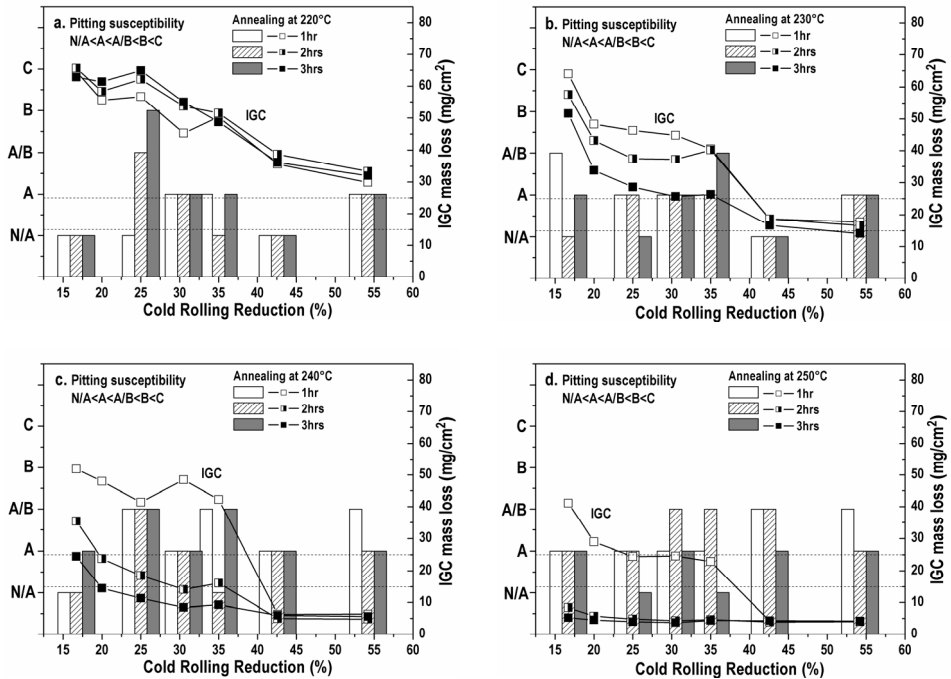 a. Pitting susceptibility
N/A<A<A/B<B<C
Annealing at 220°C
1hr
2hrs
3hrs
C
B
A/B
A
N/A
IGC
80
70
60
50
40
30
20
10
0
IGC mass loss (mg/cm2)
15 20 25 30 35 40 45 50 55 60
Cold Rolling Reduction (%)
b. Pitting susceptibility
N/A<A<A/B<B<C
Annealing at 230°C
1hr
2hrs
3hrs
C
B
A/B
A
N/A
IGC
80
70
60
50
40
30
20
10
0
IGC mass loss (mg/cm2)
15 20 25 30 35 40 45 50 55 60
Cold Rolling Reduction (%)
c. Pitting susceptibility
N/A<A<A/B<B<C
Annealing at 240°C
1hr
2hrs
3hrs
C
B
A/B
A
N/A
IGC
80
70
60
50
40
30
20
10
0
IGC mass loss (mg/cm2)
15 20 25 30 35 40 45 50 55 60
Cold Rolling Reduction (%)
d. Pitting susceptibility
N/A<A<A/B<B<C
Annealing at 250°C
1hr
2hrs
3hrs
C
B
A/B
A
N/A
IGC
80
70
60
50
40
30
20
10
0
IGC mass loss (mg/cm2)
15 20 25 30 35 40 45 50 55 60
Cold Rolling Reduction (%)